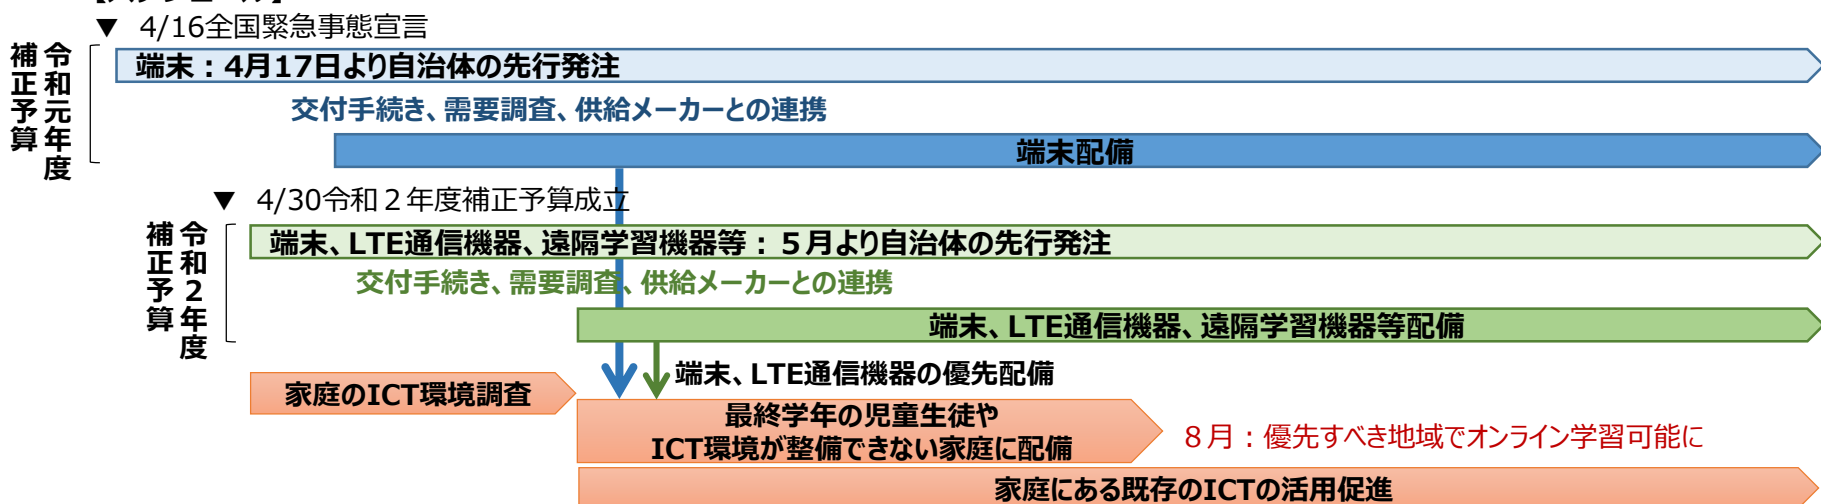 ▼ 4/16全国緊急事態宣言
令和元年度
補正予算
端末：4月17日より自治体の先行発注
交付手続き、需要調査、供給メーカーとの連携
端末配備
▼ 4/30令和２年度補正予算成立
令和２年度
補正予算
端末、LTE通信機器、遠隔学習機器等：５月より自治体の先行発注
交付手続き、需要調査、供給メーカーとの連携
端末、LTE通信機器、遠隔学習機器等配備
端末、LTE通信機器の優先配備
家庭のICT環境調査
最終学年の児童生徒や
ICT環境が整備できない家庭に配備
８月：優先すべき地域でオンライン学習可能に
家庭にある既存のICTの活用促進